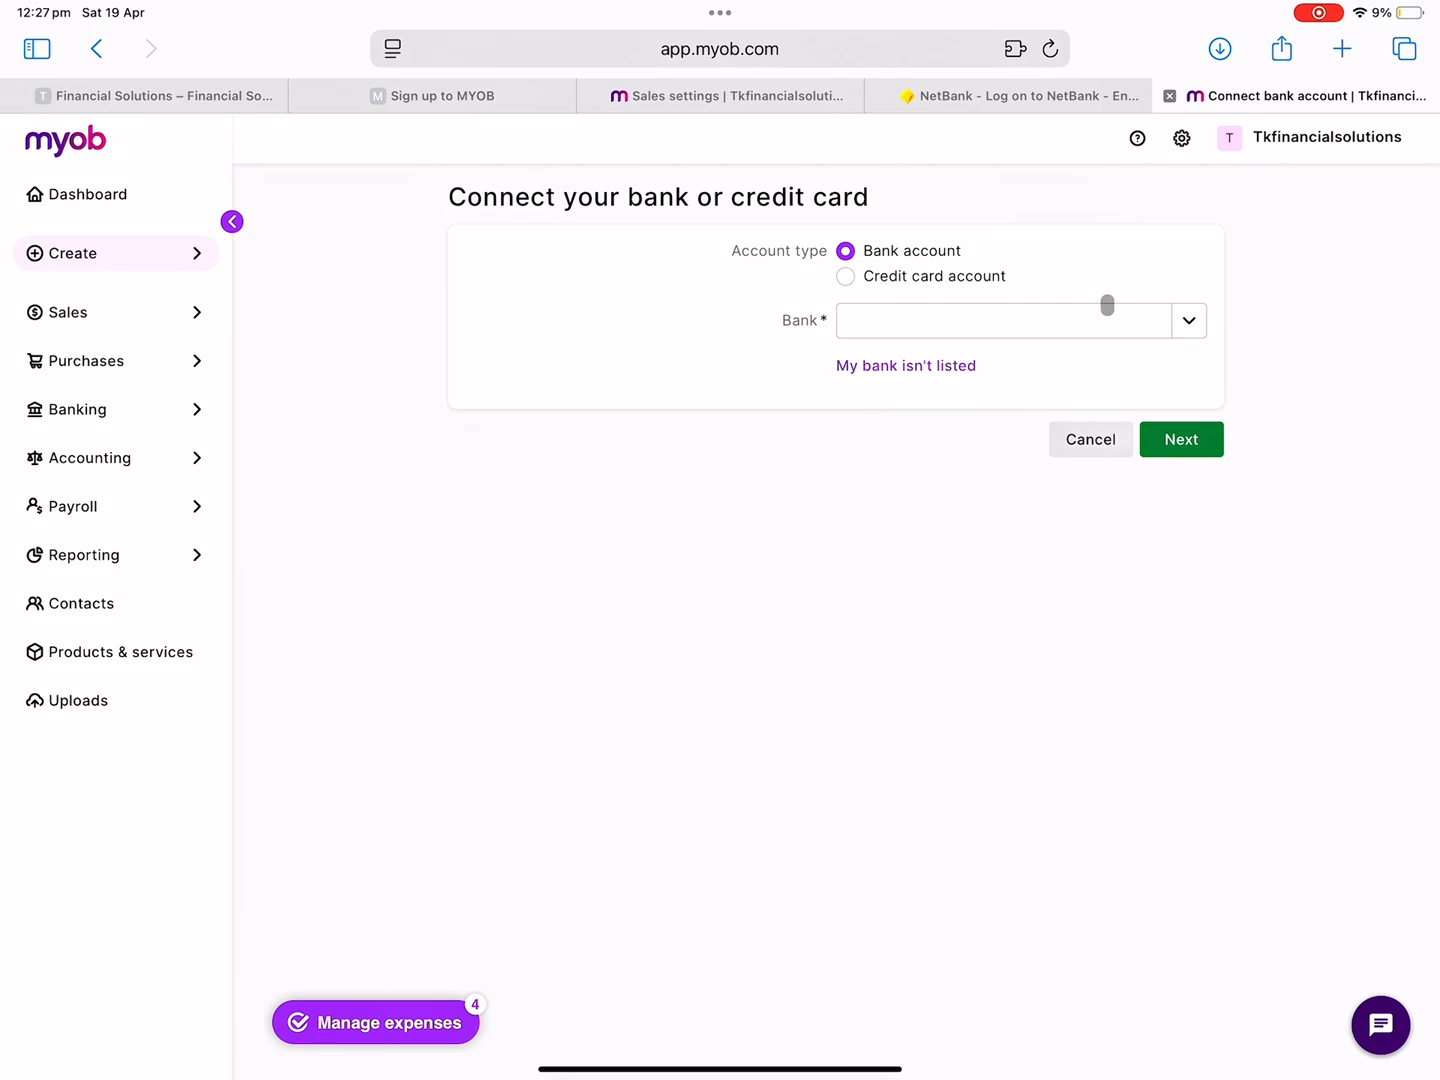 12:27 pm Sat 19 Apr
9%
app.myob.com
T Financial Solutions – Financial So...
M Sign up to MYOB
Sales settings | Tkfinancialsoluti...
NetBank - Log on to NetBank - En...
Connect bank account | Tkfinanci...
myob
T Tkfinancialsolutions
Dashboard
Create
Sales
Purchases
Banking
Accounting
Payroll
Reporting
Contacts
Products & services
Uploads
Connect your bank or credit card
Account type
Bank account
Credit card account
Bank*
My bank isn't listed
Cancel
Next
Manage expenses
4